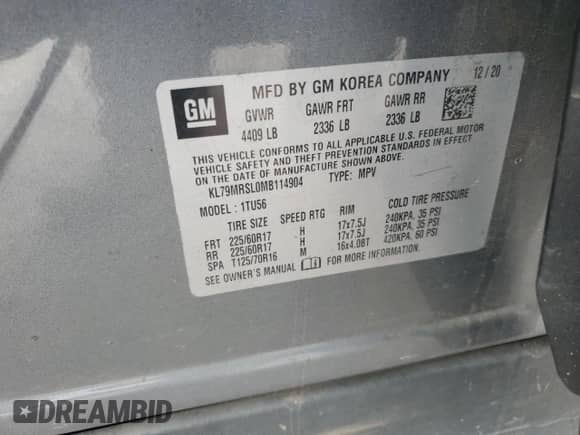 GM
MFD BY GM KOREA COMPANY 12/20
GVWR GAWR FRT GAWR RR
4409 LB 2336 LB 2336 LB
THIS VEHICLE CONFORMS TO ALL APPLICABLE U.S. FEDERAL MOTOR
VEHICLE SAFETY AND THEFT PREVENTION STANDARDS IN EFFECT
ON THE DATE OF MANUFACTURE SHOWN ABOVE.
KL79MRSL0MB114904 TYPE: MPV
MODEL: 1TU56
TIRE SIZE SPEED RTG RIM COLD TIRE PRESSURE
FRT 225/60R17 H 17x7.5J 240KPA, 35 PSI
RR 225/60R17 H 17x7.5J 240KPA, 35 PSI
SPA T125/70R16 M 16x4.08T 420KPA, 60 PSI
SEE OWNER'S MANUAL FOR MORE INFORMATION.
DREAMBID